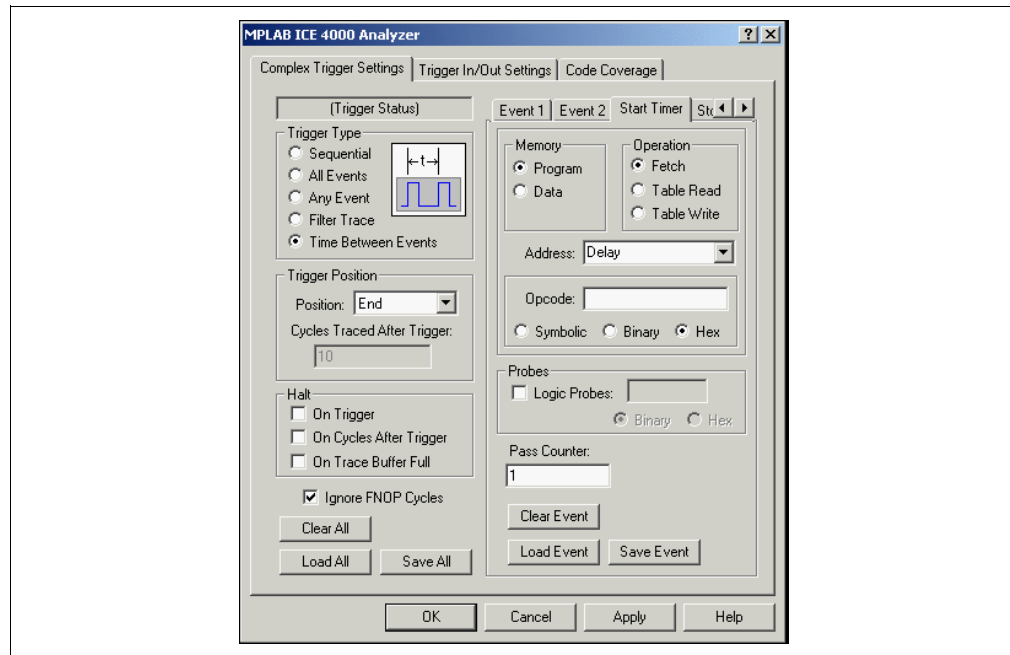 MPLAB ICE 4000 Analyzer
Complex Trigger Settings Trigger In/Out Settings Code Coverage
(Trigger Status)
Trigger Type
Sequential
All Events
Any Event
Filter Trace
Time Between Events
t
Trigger Position
Position: End
Cycles Traced After Trigger:
10
Halt
On Trigger
On Cycles After Trigger
On Trace Buffer Full
Ignore FNOP Cycles
Clear All
Load All Save All
Event 1 Event 2 Start Timer
Memory
Program
Data
Operation
Fetch
Table Read
Table Write
Address: Delay
Opcode:
Symbolic Binary Hex
Probes
Logic Probes:
Binary Hex
Pass Counter:
1
Clear Event
Load Event Save Event
OK Cancel Apply Help